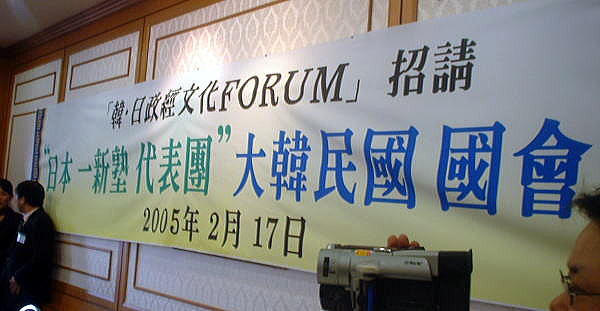 「韓·日政經文化FORUM」 招請
"日本 一新塾 代表團" 大韓民國 國會
2005年 2月 17日